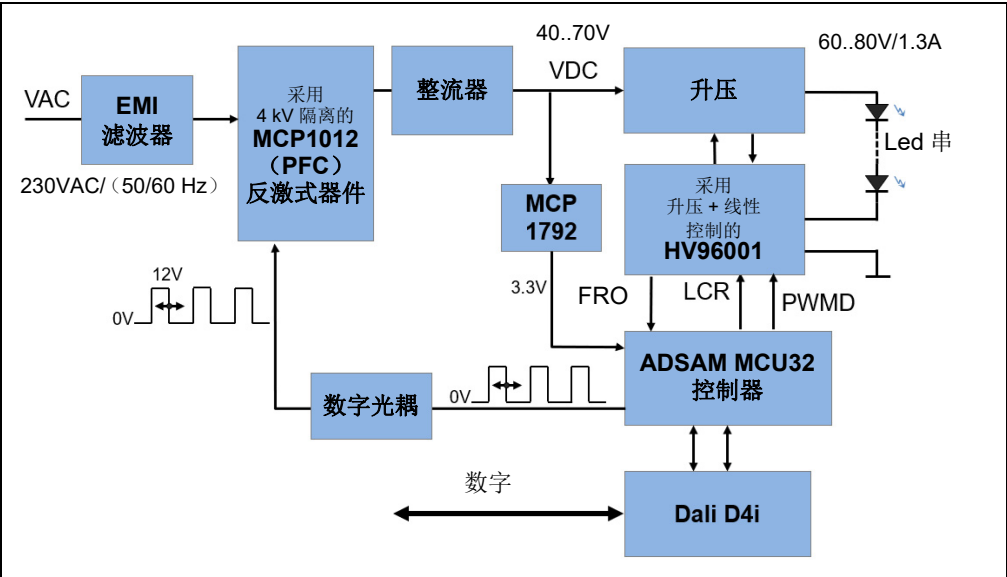 40..70V
60..80V/1.3A
VAC
EMI
滤波器
230VAC/（50/60 Hz）
采用
4 kV 隔离的
MCP1012
（PFC）
反激式器件
整流器
VDC
升压
Led 串
MCP
1792
采用
升压 + 线性
控制的
HV96001
3.3V
FRO
LCR
PWMD
12V
0V
ADSAM MCU32
控制器
数字光耦
0V
数字
Dali D4i